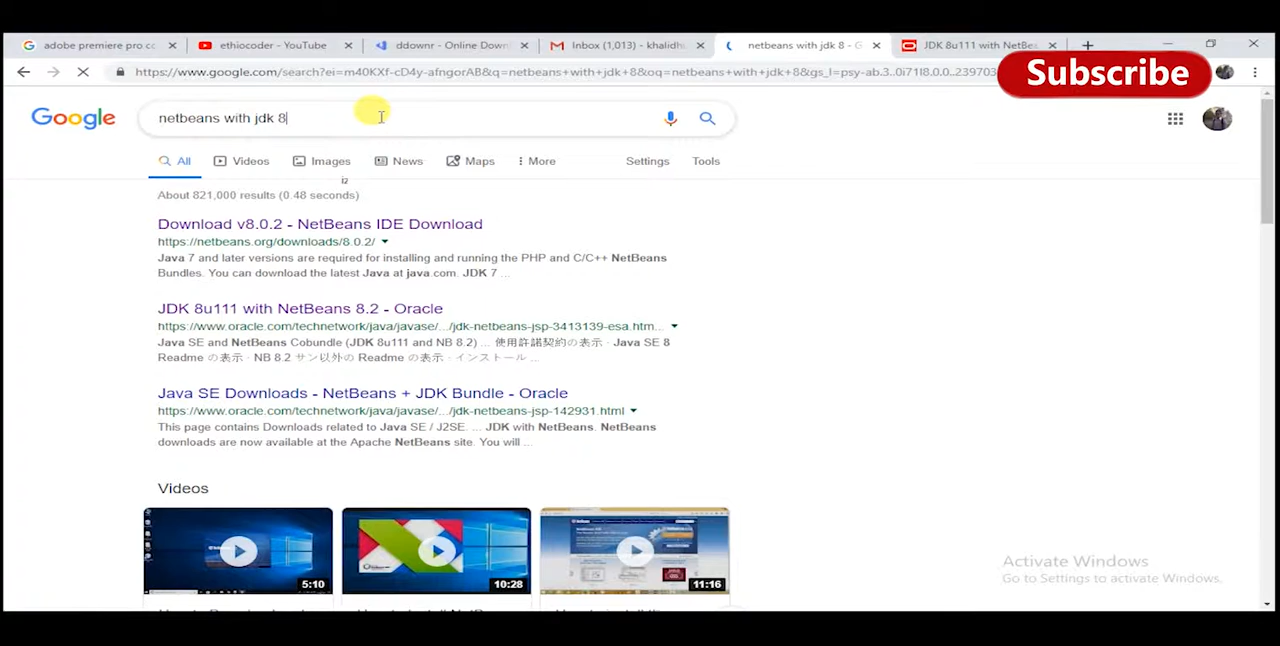 adobe premiere pro.cc
ethiocoder - YouTube
ddownr - Online Down
Inbox (1,013) - khalidh
netbeans with jdk 8 - G
JDK 8u111 with NetBe
https://www.google.com/search?ei=m40KXf-cD4y-afngorAB&q=netbeans+with+jdk+8&oq=netbeans+with+jdk+8&gs_l=psy-ab.3..0i71l8.0.0..239703
Subscribe
Google
netbeans with jdk 8
All
Videos
Images
News
Maps
More
Settings
Tools
About 821,000 results (0.48 seconds)
Download v8.0.2 - NetBeans IDE Download
https://netbeans.org/downloads/8.0.2/
Java 7 and later versions are required for installing and running the PHP and C/C++ NetBeans
Bundles. You can download the latest Java at java.com. JDK 7 ...
JDK 8u111 with NetBeans 8.2 - Oracle
https://www.oracle.com/technetwork/java/javase/.../jdk-netbeans-jsp-3413139-esa.htm...
Java SE and NetBeans Cobundle (JDK 8u111 and NB 8.2) ... 使用許諾契約の表示 · Java SE 8
Readme の表示 · NB 8.2 サン以外の Readme の表示 · インストール ...
Java SE Downloads - NetBeans + JDK Bundle - Oracle
https://www.oracle.com/technetwork/java/javase/.../jdk-netbeans-jsp-142931.html
This page contains Downloads related to Java SE / J2SE. ... JDK with NetBeans. NetBeans
downloads are now available at the Apache NetBeans site. You will ...
Videos
5:10
10:28
11:16
Activate Windows
Go to Settings to activate Windows.